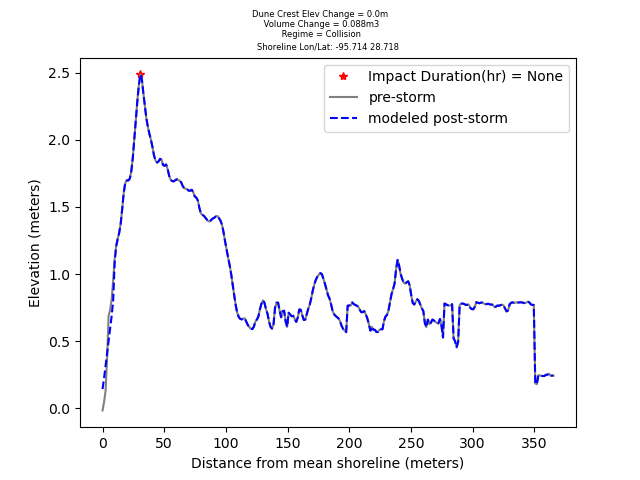 Dune Crest Elev Change = 0.0m
Volume Change = 0.088m3
Regime = Collision
Shoreline Lon/Lat: -95.714 28.718
Impact Duration(hr) = None
pre-storm
modeled post-storm
Elevation (meters)
2.5
2.0
1.5
1.0
0.5
0.0
0 50 100 150 200 250 300 350
Distance from mean shoreline (meters)